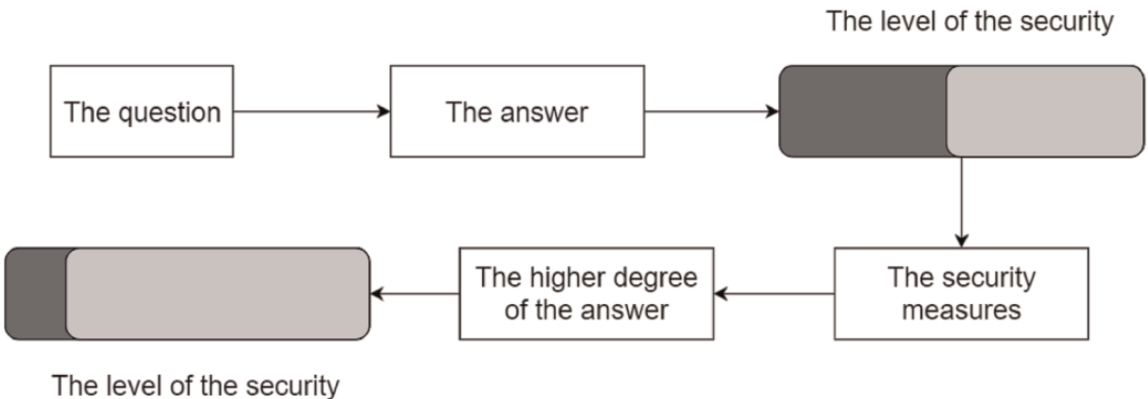 The level of the security
The question
The answer
The security
measures
The higher degree
of the answer
The level of the security